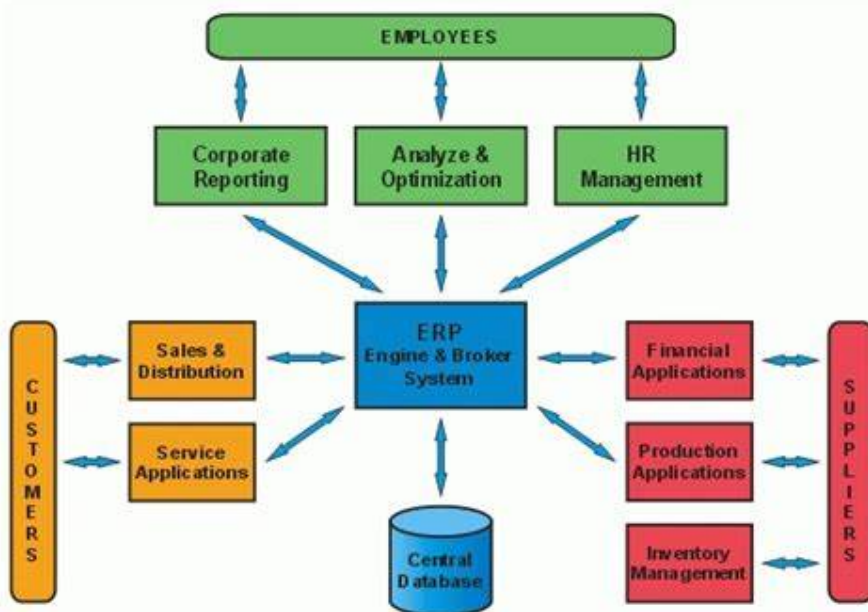 EMPLOYEES
Corporate
Reporting
Analyze &
Optimization
HR
Management
ERP
Engine & Broker
System
CUSTOMERS
Sales &
Distribution
Service
Applications
Financial
Applications
Production
Applications
Inventory
Management
SUPPLIERS
Central
Database